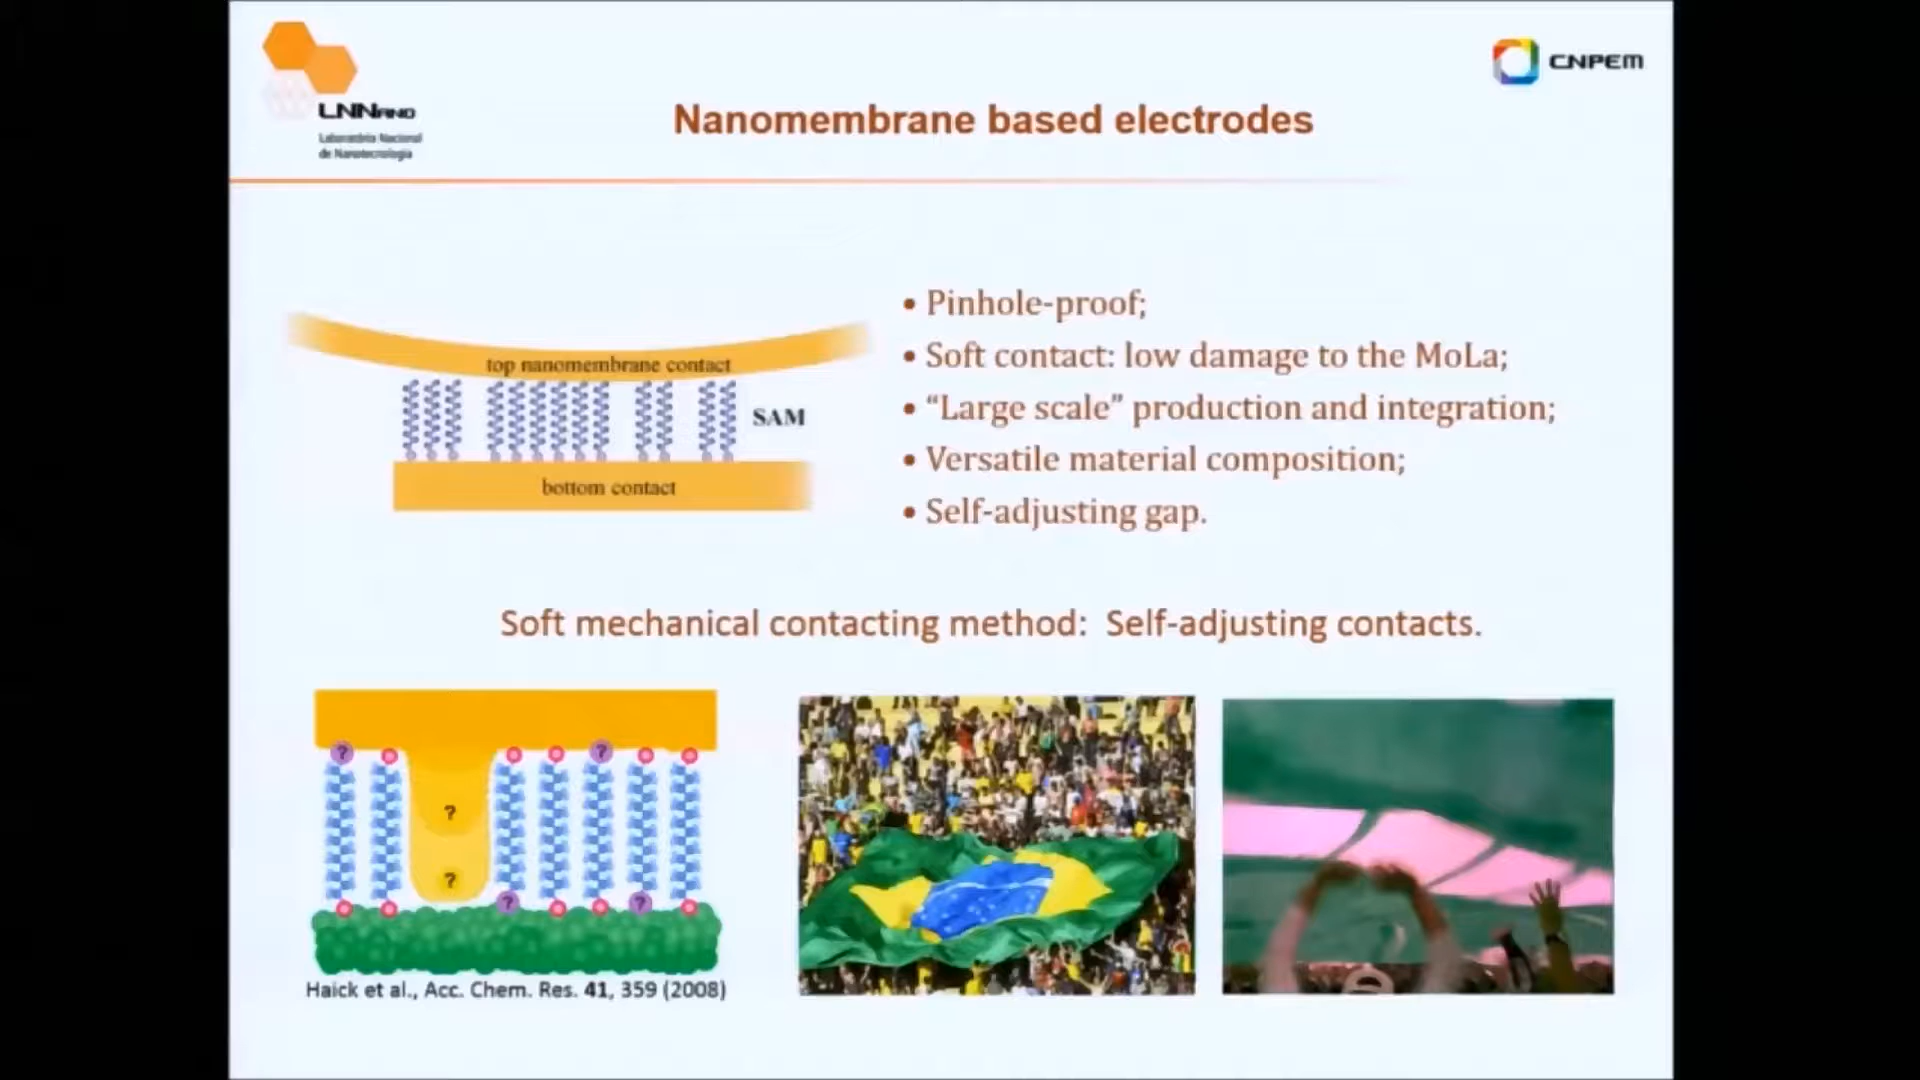 LNNano
Laboratório Nacional
de Nanotecnologia
CNPEM
Nanomembrane based electrodes
top nanomembrane contact
SAM
bottom contact
• Pinhole-proof;
• Soft contact: low damage to the MoLa;
• “Large scale” production and integration;
• Versatile material composition;
• Self-adjusting gap.
Soft mechanical contacting method: Self-adjusting contacts.
? ?
?
?
? ?
Haick et al., Acc. Chem. Res. 41, 359 (2008)